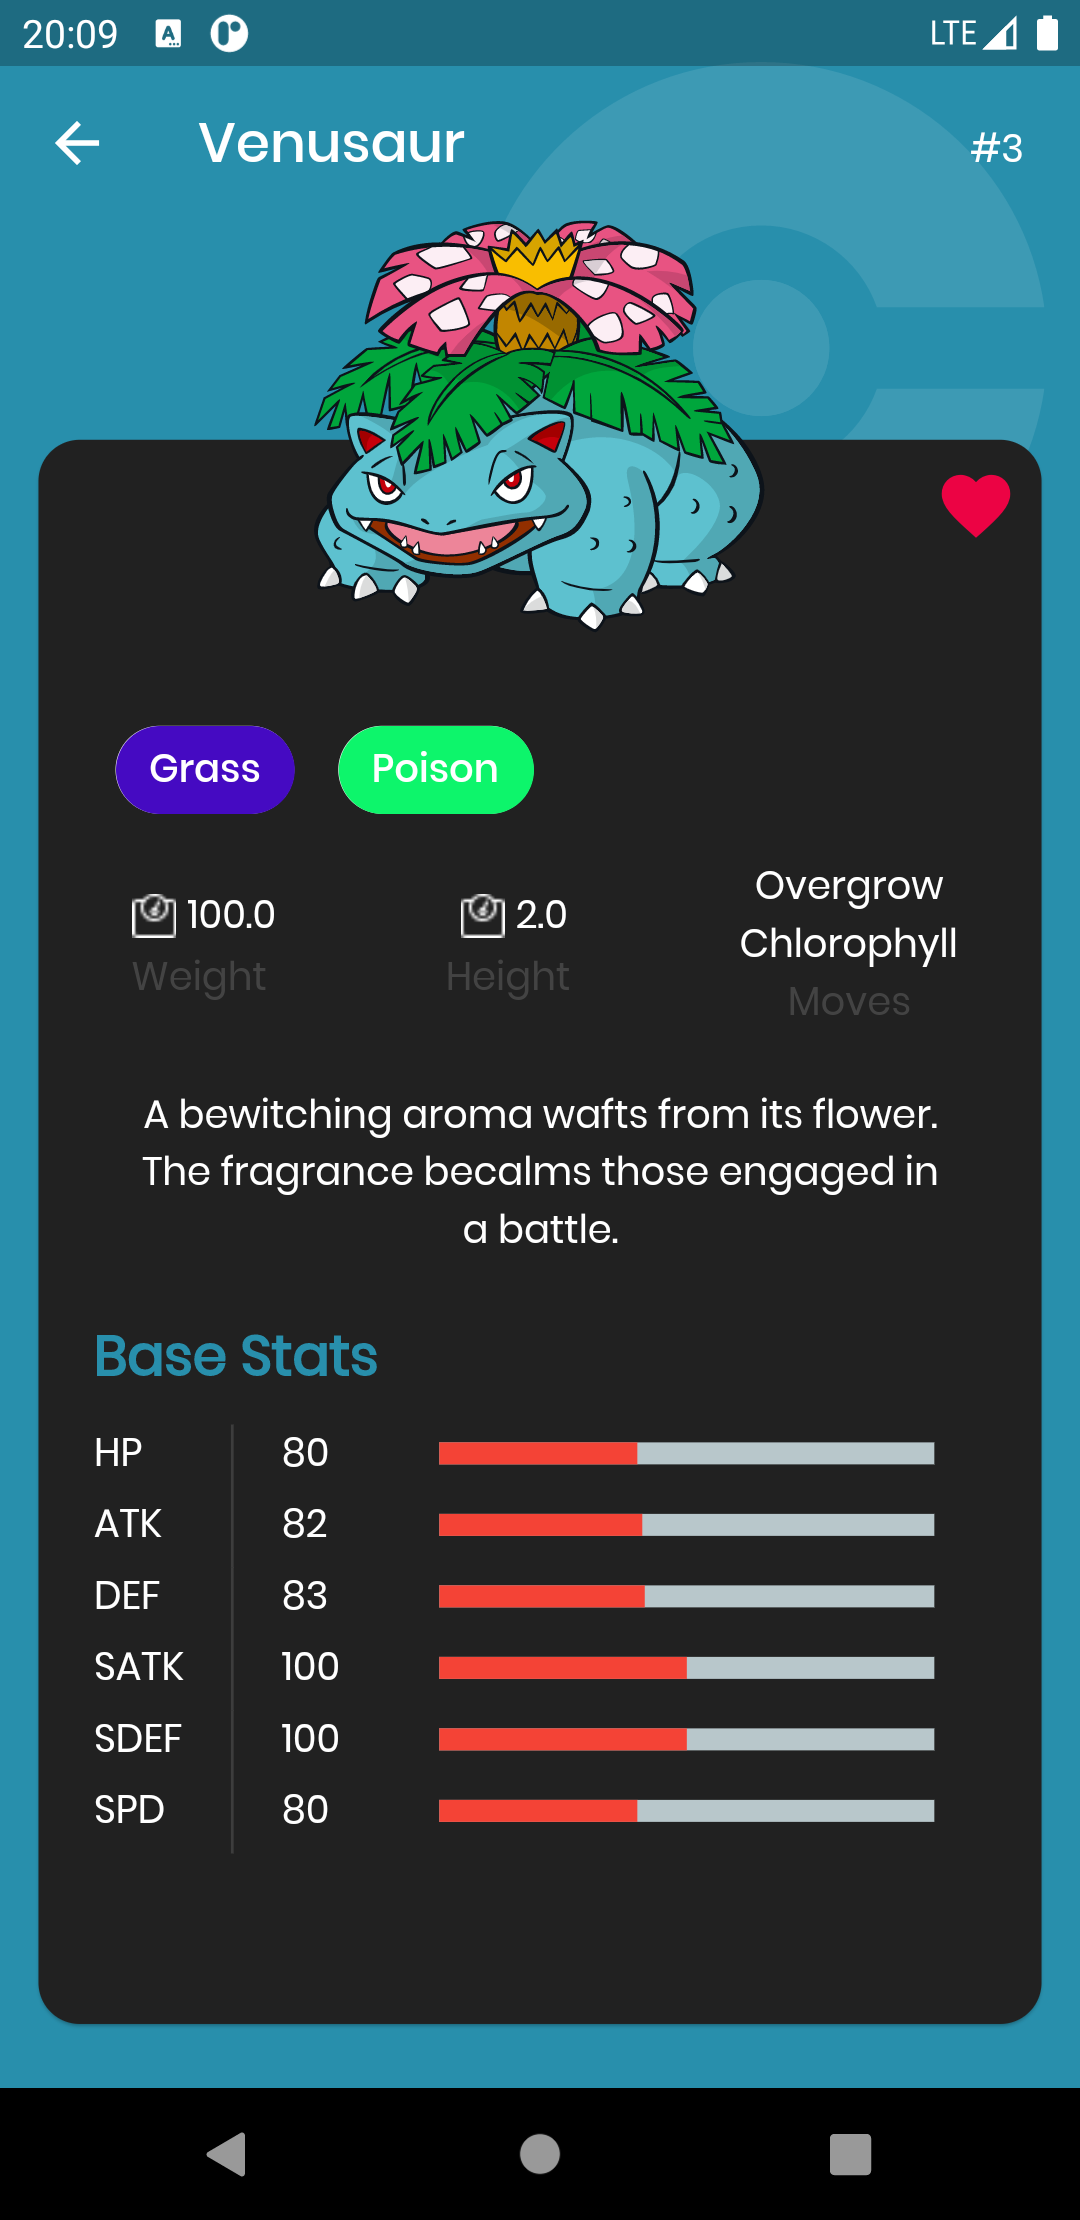 20:09 A LTE
Venusaur #3
Grass Poison
100.0 2.0 Overgrow
Chlorophyll
Weight Height Moves
A bewitching aroma wafts from its flower.
The fragrance becalms those engaged in
a battle.
Base Stats
HP 80
ATK 82
DEF 83
SATK 100
SDEF 100
SPD 80